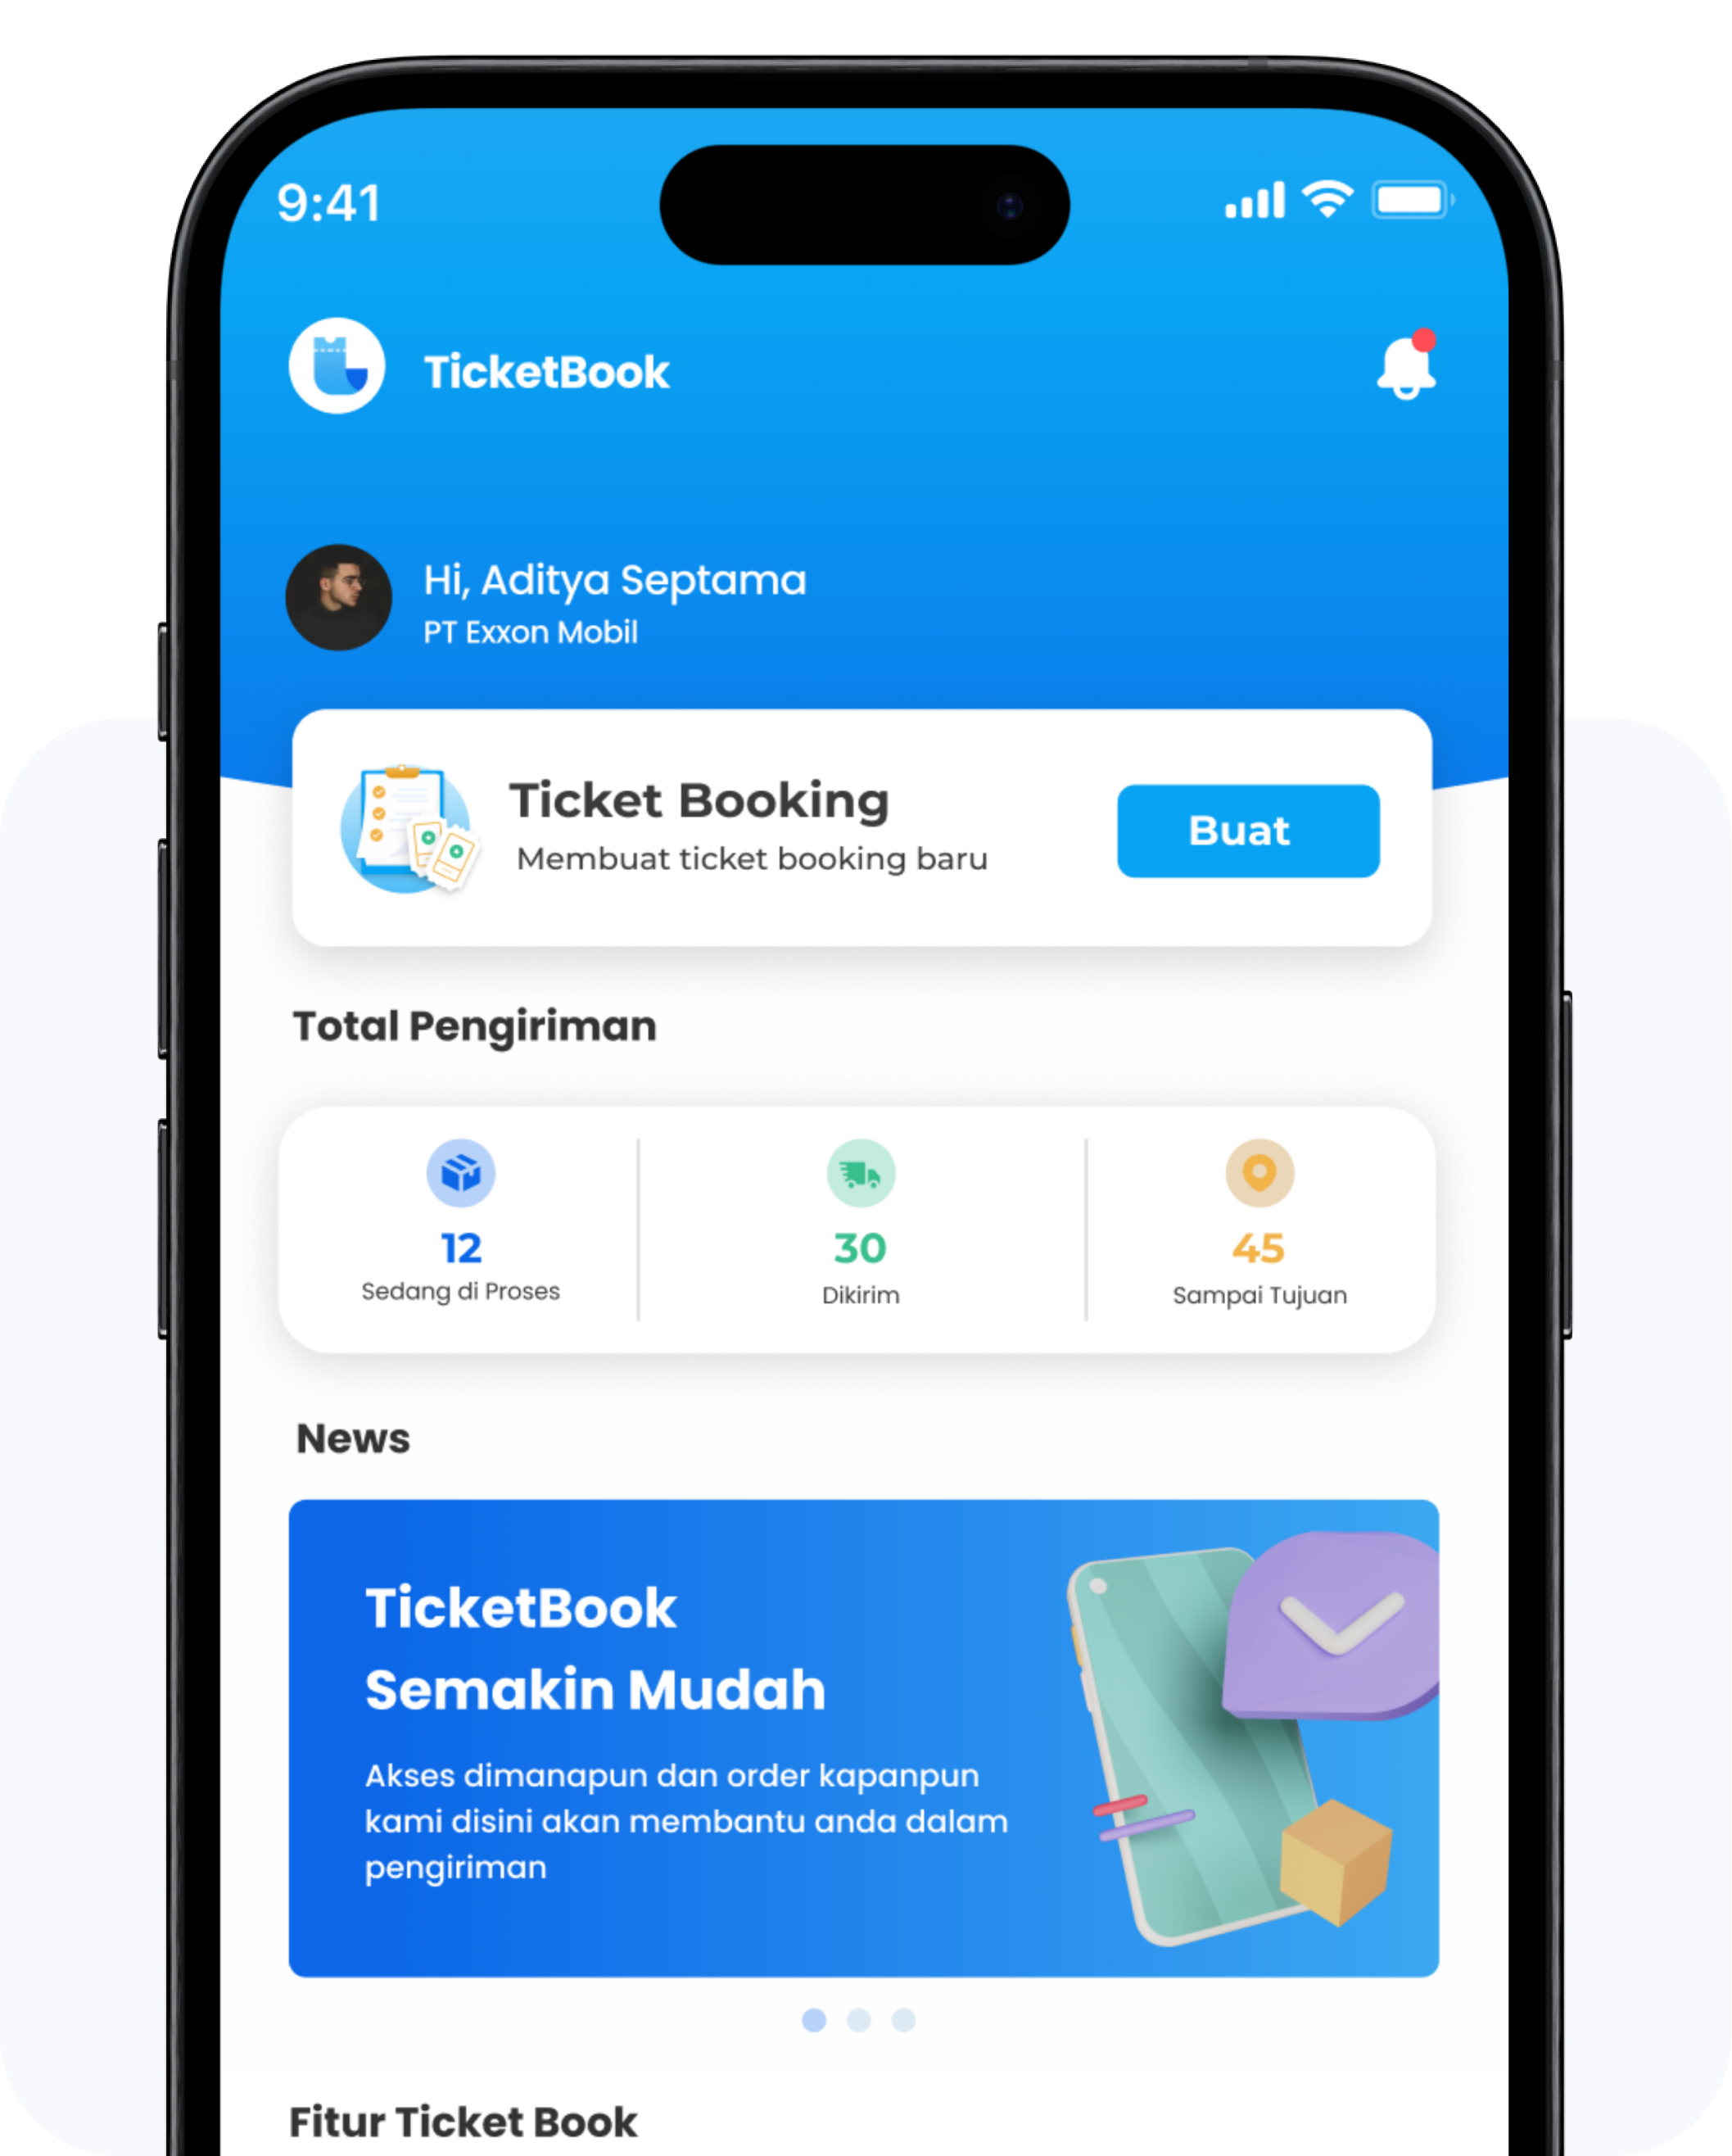 9:41
TicketBook
Hi, Aditya Septama
PT Exxon Mobil
Ticket Booking
Membuat ticket booking baru
Buat
Total Pengiriman
12
Sedang di Proses
30
Dikirim
45
Sampai Tujuan
News
TicketBook
Semakin Mudah
Akses dimanapun dan order kapanpun
kami disini akan membantu anda dalam
pengiriman
Fitur Ticket Book